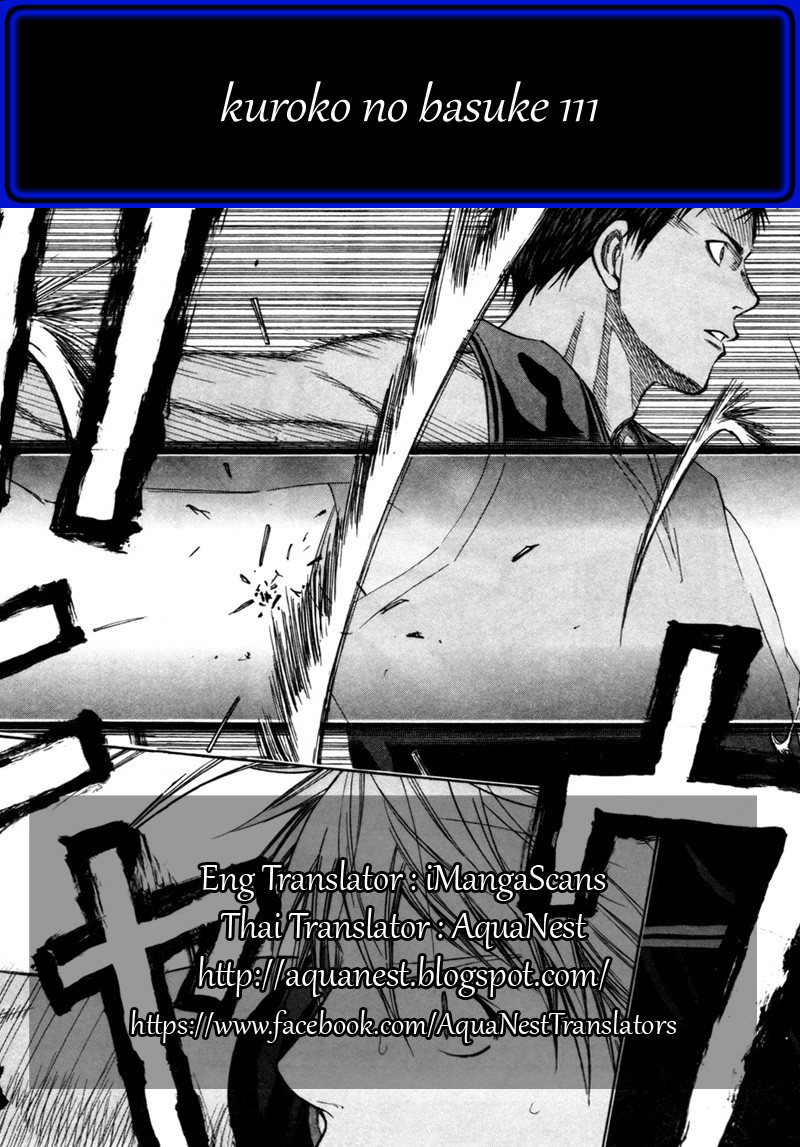 kuroko no basuke 111
Eng Translator : iMangaScans
Thai Translator : AquaNest
http://aquanest.blogspot.com/
https://www.facebook.com/AquaNestTranslators